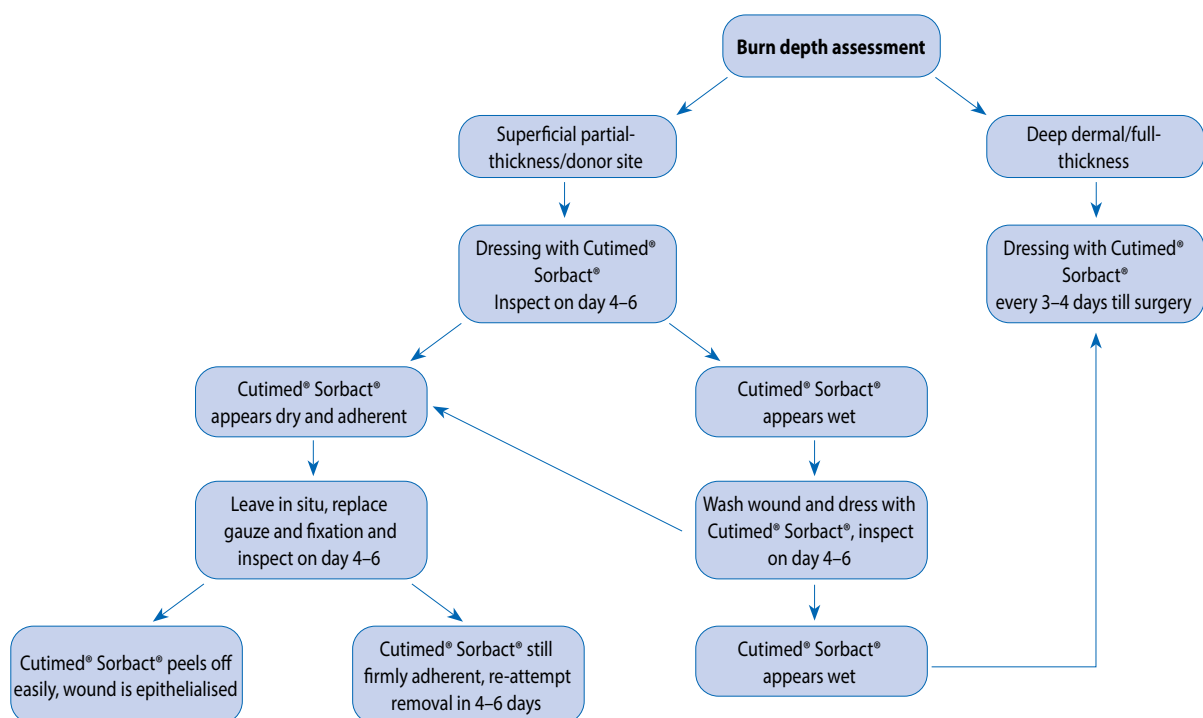 Burn depth assessment
Superficial partial-
thickness/donor site
Deep dermal/full-
thickness
Dressing with Cutimed®
Sorbact®
Inspect on day 4–6
Dressing with Cutimed®
Sorbact®
every 3–4 days till surgery
Cutimed® Sorbact®
appears dry and adherent
Cutimed® Sorbact®
appears wet
Leave in situ, replace
gauze and fixation and
inspect on day 4–6
Wash wound and dress with
Cutimed® Sorbact®, inspect
on day 4–6
Cutimed® Sorbact® peels off
easily, wound is epithelialised
Cutimed® Sorbact® still
firmly adherent, re-attempt
removal in 4–6 days
Cutimed® Sorbact®
appears wet